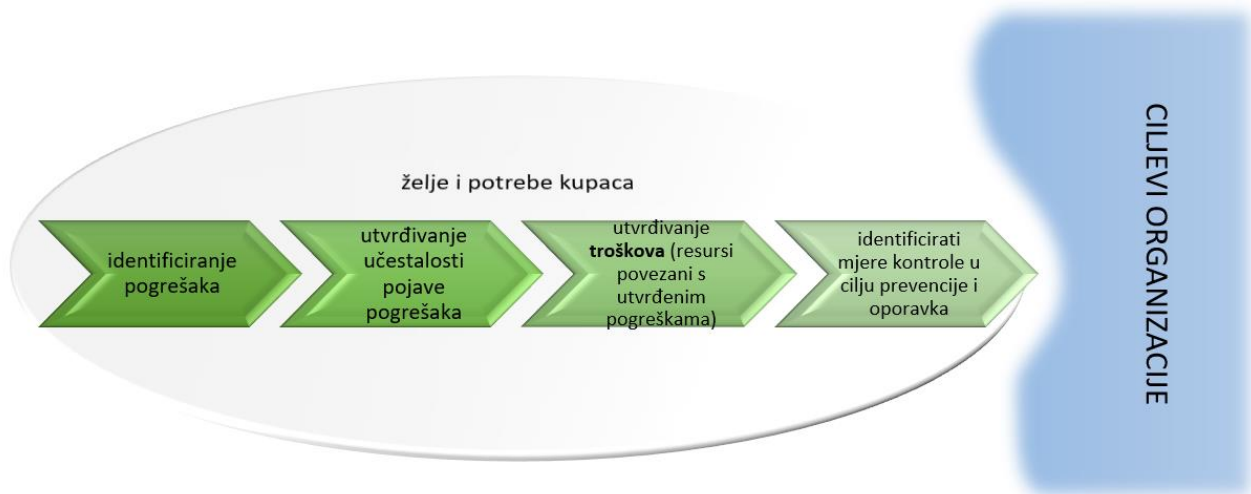 želje i potrebe kupaca
identificiranje
pogrešaka
utvrđivanje
učestalosti
pojave
pogrešaka
utvrđivanje
troškova (resursi
povezani s
utvrđenim
pogreškama)
identificirati
mjere kontrole u
cilju prevencije i
oporavka
CILJEVI ORGANIZACIJE